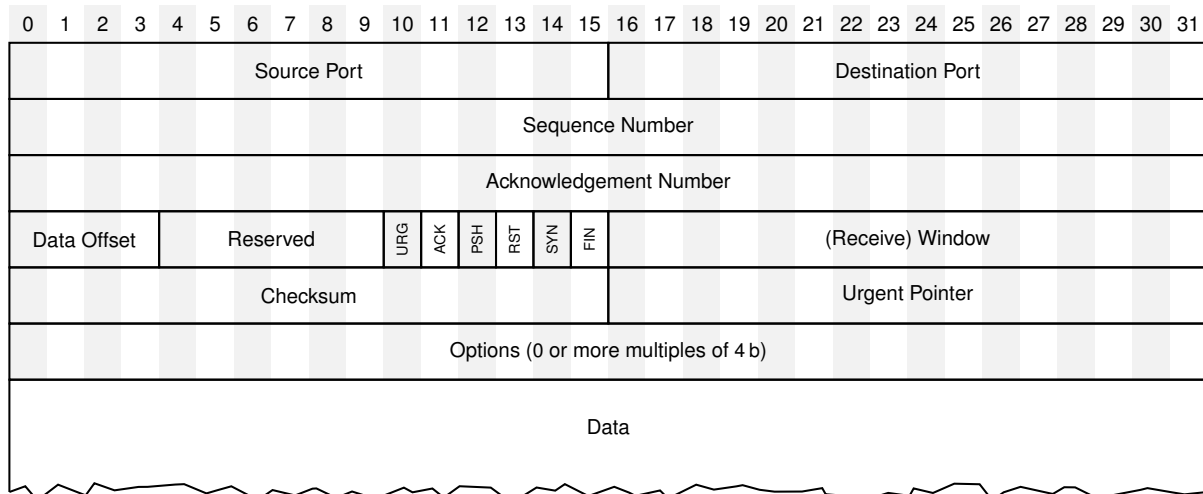 0 1 2 3 4 5 6 7 8 9 10 11 12 13 14 15 16 17 18 19 20 21 22 23 24 25 26 27 28 29 30 31
Source Port Destination Port
Sequence Number
Acknowledgement Number
Data Offset Reserved URG ACK PSH RST SYN FIN (Receive) Window
Checksum Urgent Pointer
Options (0 or more multiples of 4 b)
Data